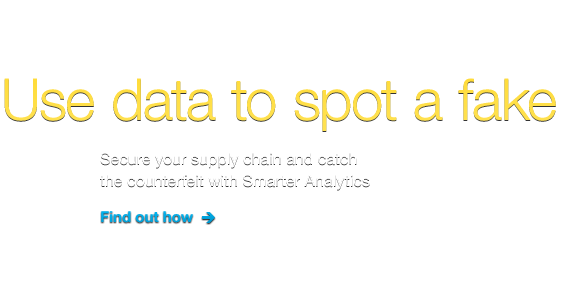 Use data to spot a fake
Secure your supply chain and catch
the counterfeit with Smarter Analytics
Find out how →